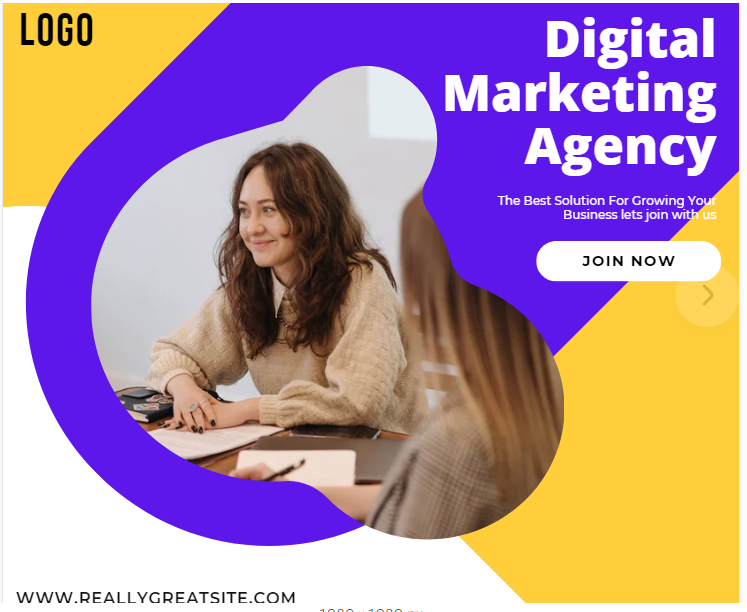 LOGO
Digital
Marketing
Agency
The Best Solution For Growing Your
Business lets join with us
JOIN NOW
WWW.REALLYGREATSITE.COM